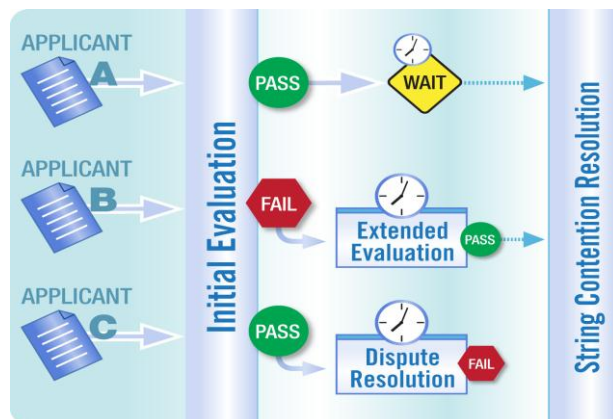 APPLICANT
A
PASS
WAIT
APPLICANT
B
FAIL
Extended
Evaluation
PASS
APPLICANT
C
PASS
Dispute
Resolution
FAIL
Initial Evaluation
String Contention Resolution